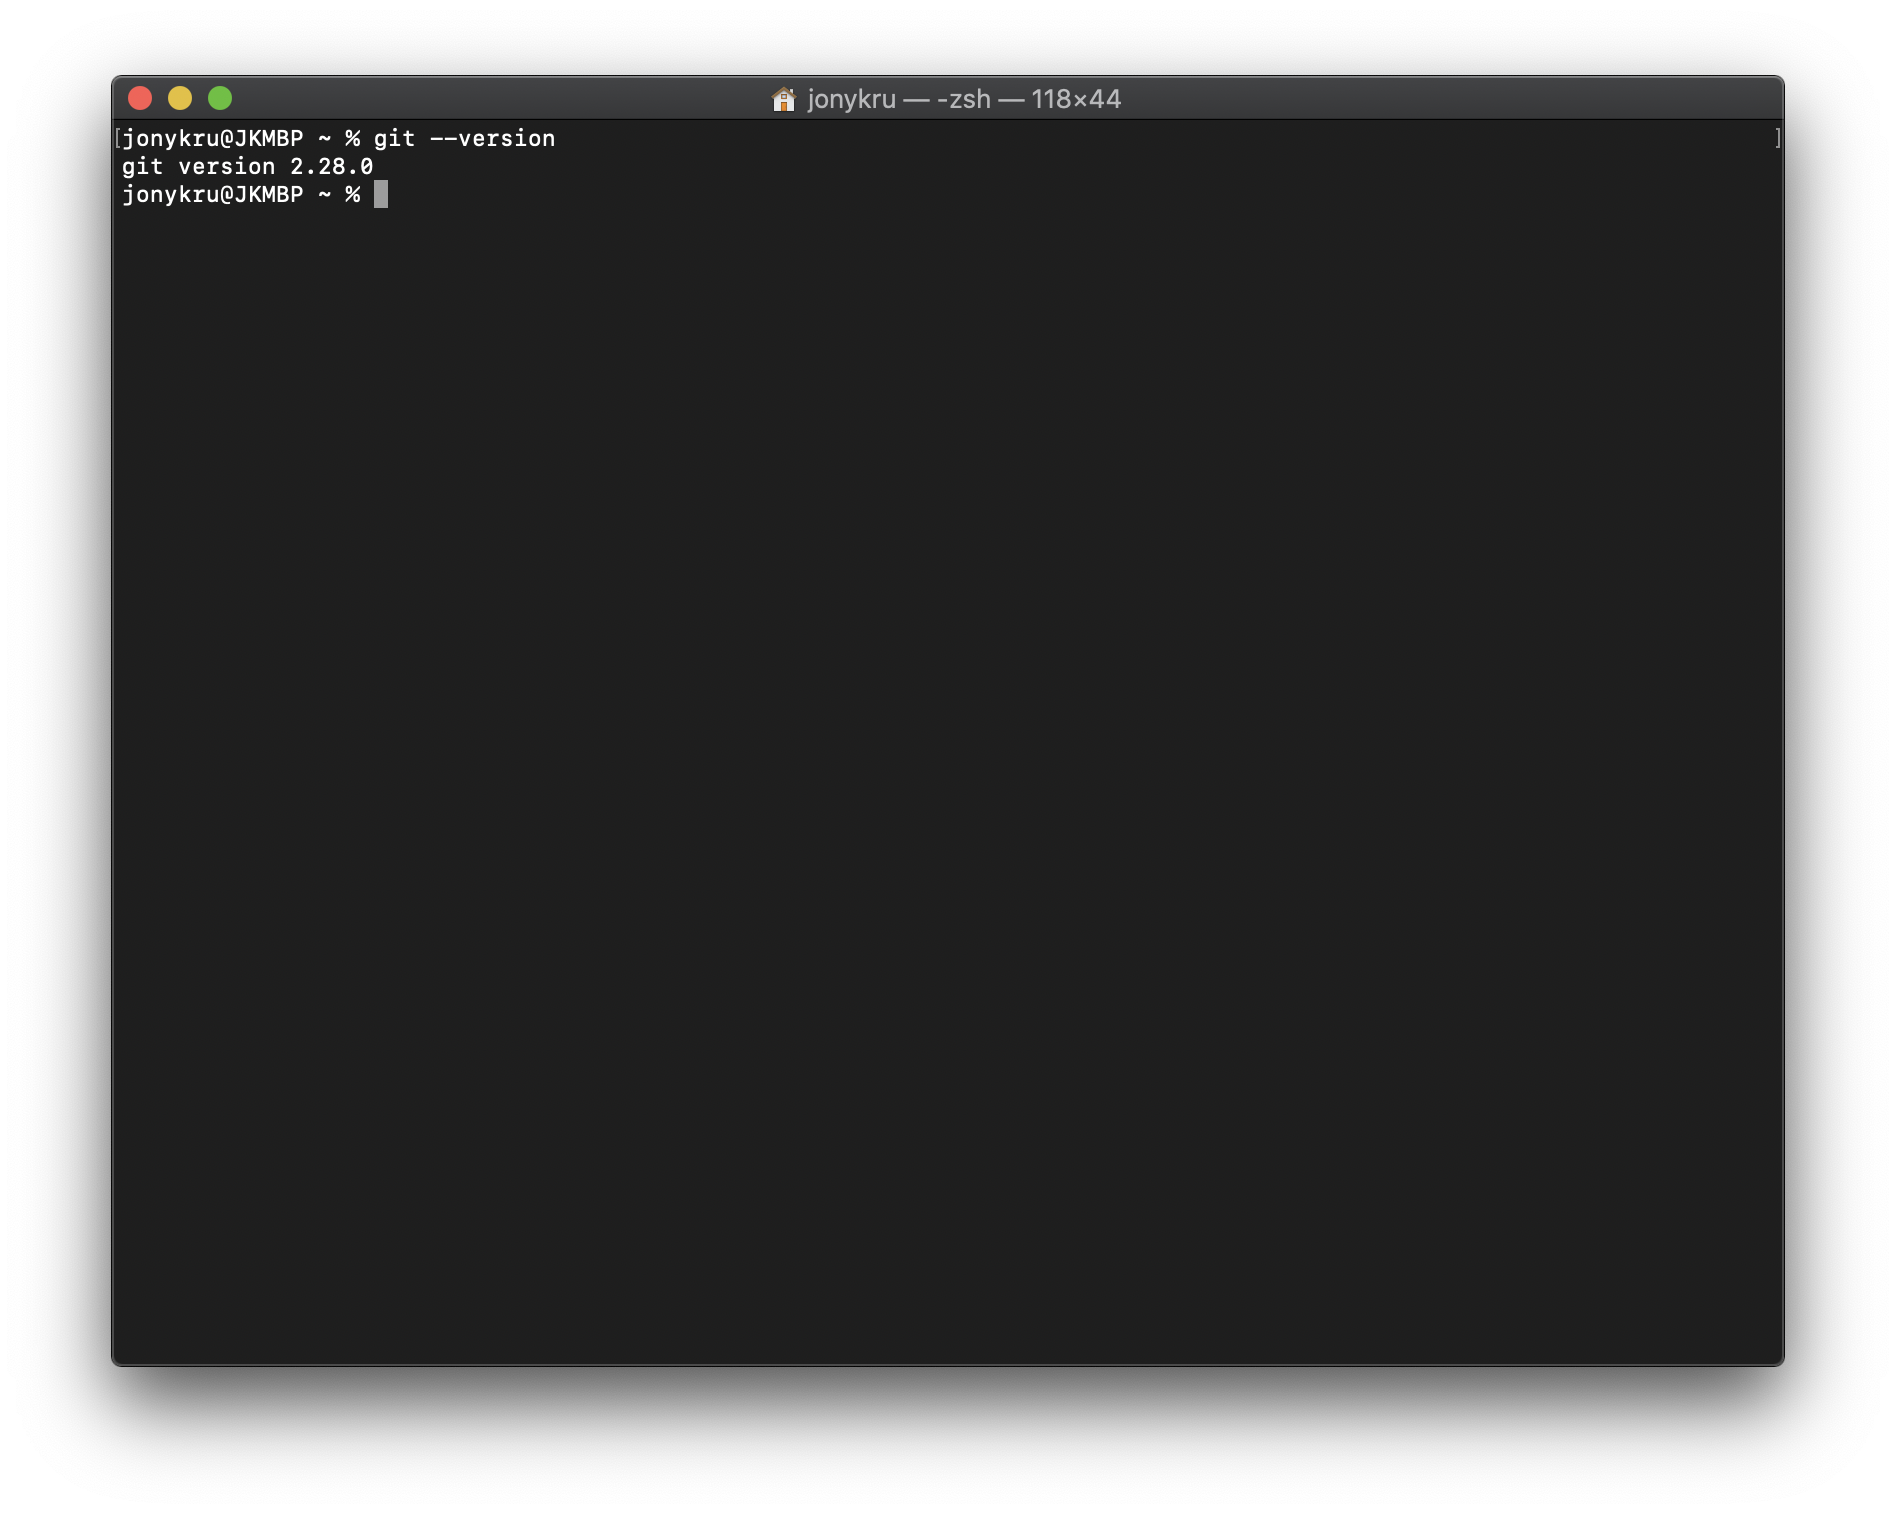 jonykru — -zsh — 118×44
[jonykru@JKMBP ~ % git --version ]
git version 2.28.0
jonykru@JKMBP ~ %